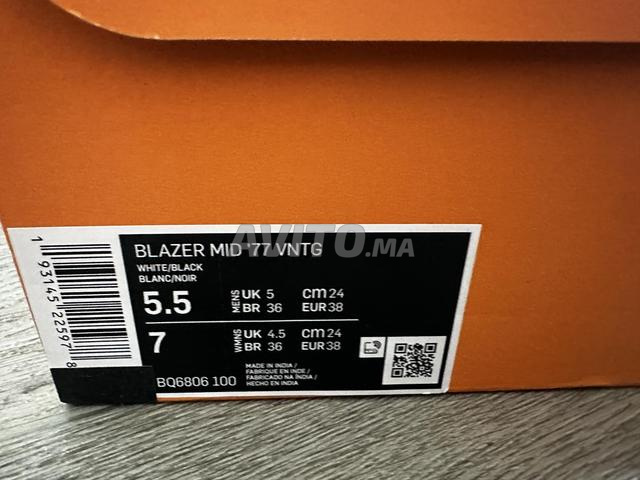 BLAZER MID '77 VNTG
WHITE/BLACK
BLANC/NOIR
5.5 MENS UK 5 CM 24
BR 36 EUR 38
7 WMNS UK 4.5 CM 24
BR 36 EUR 38
MADE IN INDIA /
FABRIQUE EN INDE /
FABRICADO NA ÍNDIA /
HECHO EN INDIA
BQ6806 100
1 93145 22597 8
AVITO.MA